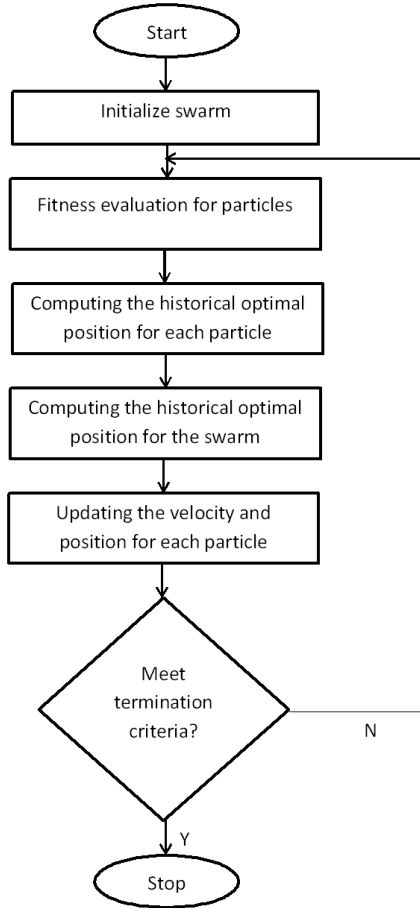 Start
Initialize swarm
Fitness evaluation for particles
Computing the historical optimal
position for each particle
Computing the historical optimal
position for the swarm
Updating the velocity and
position for each particle
Meet
termination
criteria?
N
Y
Stop